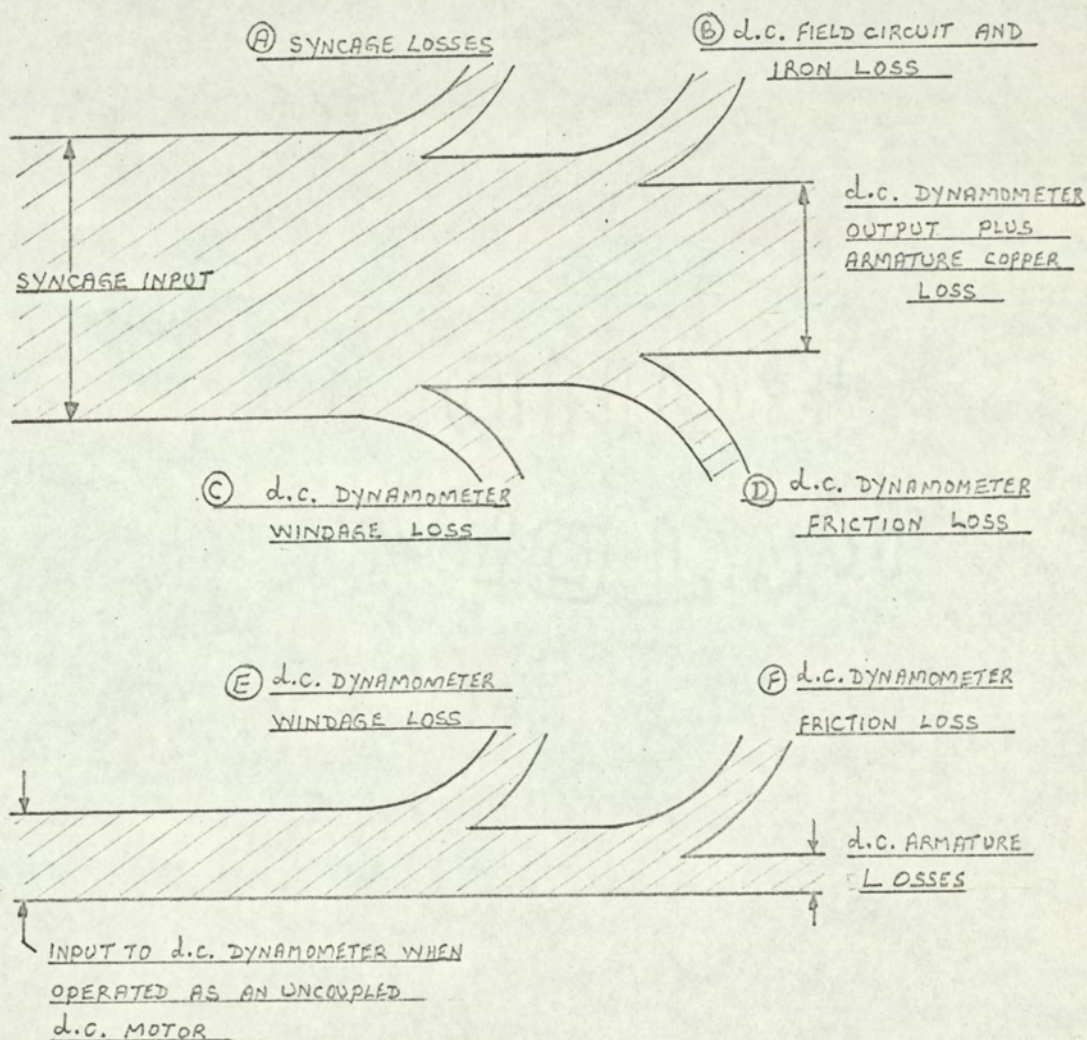 Ⓐ SYNCAGE LOSSES
Ⓑ d.c. FIELD CIRCUIT AND
IRON LOSS
d.c. DYNAMOMETER
OUTPUT PLUS
ARMATURE COPPER
LOSS
SYNCAGE INPUT
Ⓒ d.c. DYNAMOMETER
WINDAGE LOSS
Ⓓ d.c. DYNAMOMETER
FRICTION LOSS
Ⓔ d.c. DYNAMOMETER
WINDAGE LOSS
Ⓕ d.c. DYNAMOMETER
FRICTION LOSS
d.c. ARMATURE
LOSSES
INPUT TO d.c. DYNAMOMETER WHEN
OPERATED AS AN UNCOUPLED
d.c. MOTOR